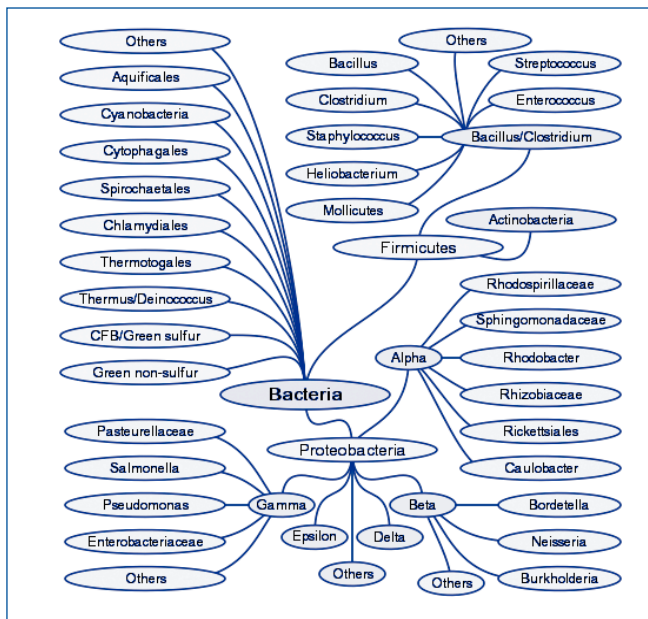 Others
Aquificales
Cyanobacteria
Cytophagales
Spirochaetales
Chlamydiales
Thermotogales
Thermus/Deinococcus
CFB/Green sulfur
Green non-sulfur
Bacteria
Others
Bacillus
Streptococcus
Clostridium
Enterococcus
Staphylococcus
Bacillus/Clostridium
Heliobacterium
Mollicutes
Actinobacteria
Firmicutes
Rhodospirillaceae
Sphingomonadaceae
Alpha
Rhodobacter
Rhizobiaceae
Rickettsiales
Caulobacter
Proteobacteria
Pasteurellaceae
Salmonella
Pseudomonas
Gamma
Enterobacteriaceae
Others
Epsilon
Others
Delta
Beta
Bordetella
Neisseria
Others
Burkholderia